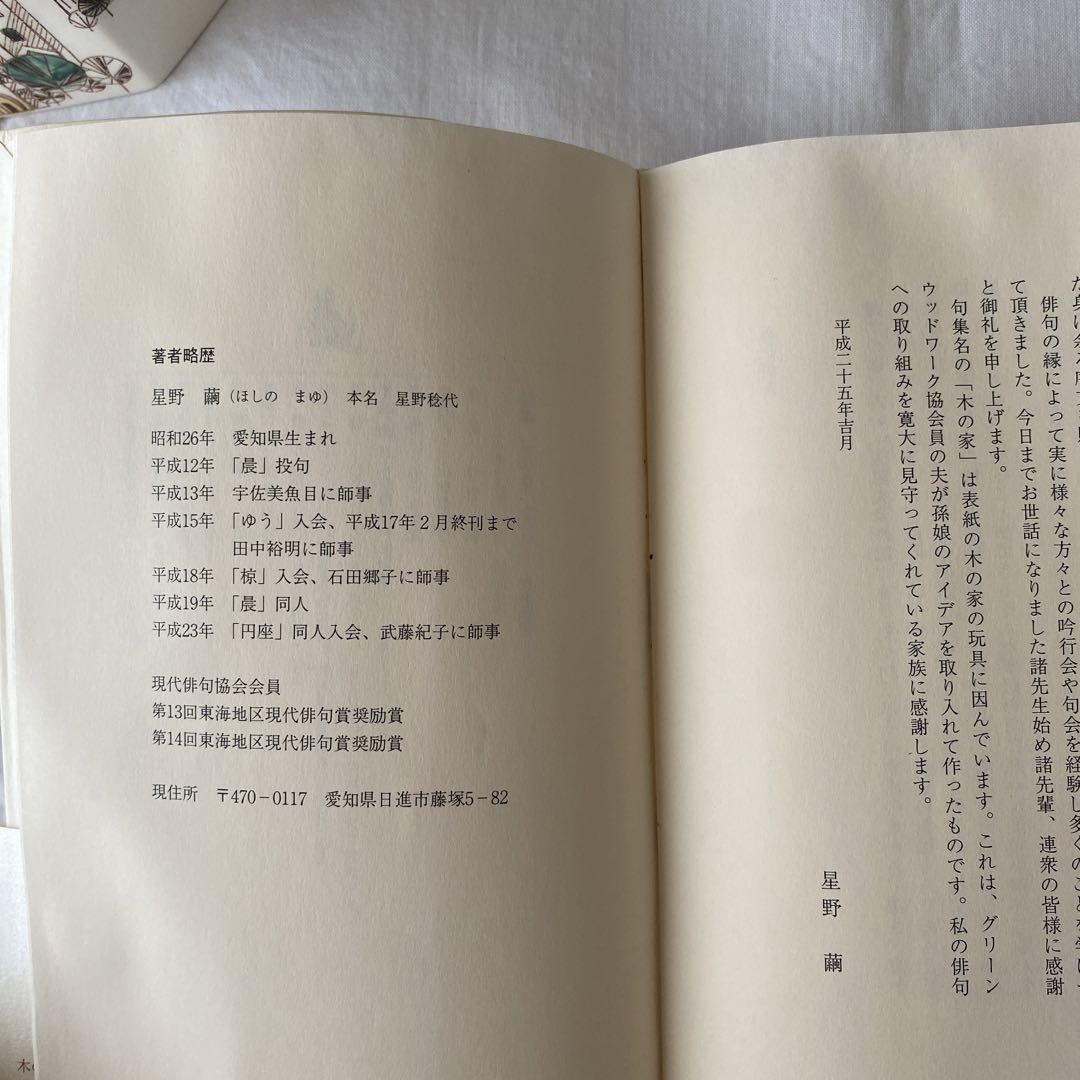 俳句の縁によって実に様々な方々との吟行会や句会を経験し多くのことを学ばせ
て頂きました。今日までお世話になりました諸先生始め諸先輩、連衆の皆様に感謝
と御礼を申し上げます。
句集名の「木の家」は表紙の木の家の玩具に因んでいます。これは、グリーン
ウッドワーク協会員の夫が孫娘のアイデアを取り入れて作ったものです。私の俳句
への取り組みを寛大に見守ってくれている家族に感謝します。
平成二十五年吉月
星野 繭
著者略歴
星野 繭（ほしの まゆ） 本名 星野稔代
昭和26年 愛知県生まれ
平成12年 「晨」投句
平成13年 宇佐美魚目に師事
平成15年 「ゆう」入会、平成17年2月終刊まで
田中裕明に師事
平成18年 「椋」入会、石田郷子に師事
平成19年 「晨」同人
平成23年 「円座」同人入会、武藤紀子に師事
現代俳句協会会員
第13回東海地区現代俳句賞奨励賞
第14回東海地区現代俳句賞奨励賞
現住所 〒470-0117 愛知県日進市藤塚5-82